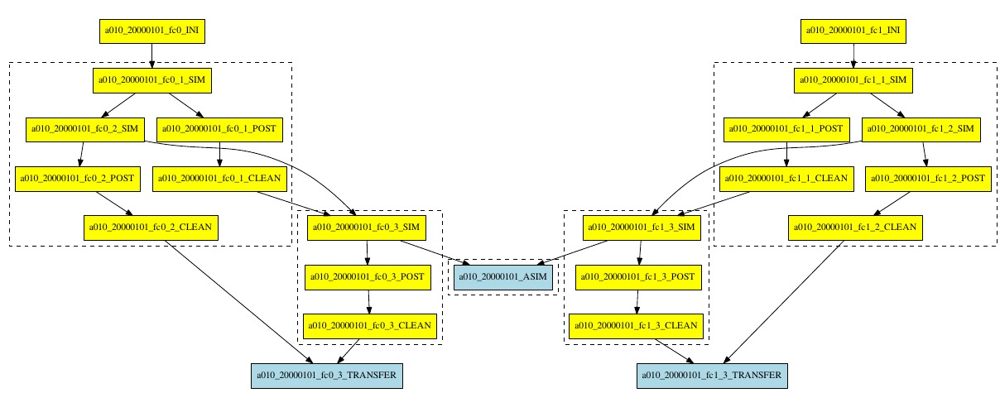 a010_20000101_fc0_INI
a010_20000101_fc1_INI
a010_20000101_fc0_1_SIM
a010_20000101_fc1_1_SIM
a010_20000101_fc0_2_SIM
a010_20000101_fc0_1_POST
a010_20000101_fc1_1_POST
a010_20000101_fc1_2_SIM
a010_20000101_fc0_2_POST
a010_20000101_fc0_1_CLEAN
a010_20000101_fc1_1_CLEAN
a010_20000101_fc1_2_POST
a010_20000101_fc0_2_CLEAN
a010_20000101_fc0_3_SIM
a010_20000101_fc1_3_SIM
a010_20000101_fc1_2_CLEAN
a010_20000101_fc0_3_POST
a010_20000101_ASIM
a010_20000101_fc1_3_POST
a010_20000101_fc0_3_CLEAN
a010_20000101_fc1_3_CLEAN
a010_20000101_fc0_3_TRANSFER
a010_20000101_fc1_3_TRANSFER